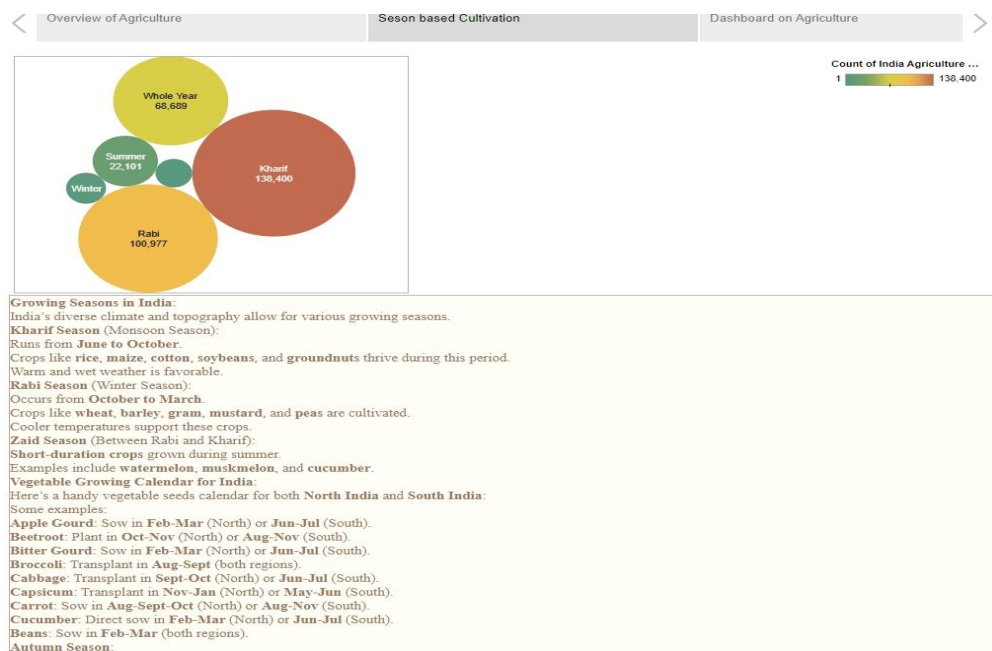 Overview of Agriculture
Seson based Cultivation
Dashboard on Agriculture
Count of India Agriculture ...
1 138,400
Whole Year
68,689
Summer
22,101
Kharif
138,400
Winter
Rabi
100,977
Growing Seasons in India:
India's diverse climate and topography allow for various growing seasons.
Kharif Season (Monsoon Season):
Runs from June to October.
Crops like rice, maize, cotton, soybeans, and groundnuts thrive during this period.
Warm and wet weather is favorable.
Rabi Season (Winter Season):
Occurs from October to March.
Crops like wheat, barley, gram, mustard, and peas are cultivated.
Cooler temperatures support these crops.
Zaid Season (Between Rabi and Kharif):
Short-duration crops grown during summer.
Examples include watermelon, muskmelon, and cucumber.
Vegetable Growing Calendar for India:
Here's a handy vegetable seeds calendar for both North India and South India:
Some examples:
Apple Gourd: Sow in Feb-Mar (North) or Jun-Jul (South).
Beetroot: Plant in Oct-Nov (North) or Aug-Nov (South).
Bitter Gourd: Sow in Feb-Mar (North) or Jun-Jul (South).
Broccoli: Transplant in Aug-Sept (both regions).
Cabbage: Transplant in Sept-Oct (North) or Jun-Jul (South).
Capsicum: Transplant in Nov-Jan (North) or May-Jun (South).
Carrot: Sow in Aug-Sept-Oct (North) or Aug-Nov (South).
Cucumber: Direct sow in Feb-Mar (North) or Jun-Jul (South).
Beans: Sow in Feb-Mar (both regions).
Autumn Season: